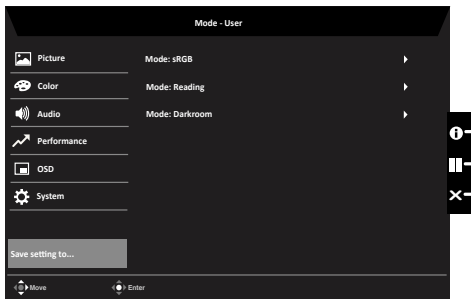 Mode - User
Picture
Mode: sRGB
Color
Mode: Reading
Audio
Mode: Darkroom
Performance
OSD
System
Save setting to...
Move
Enter